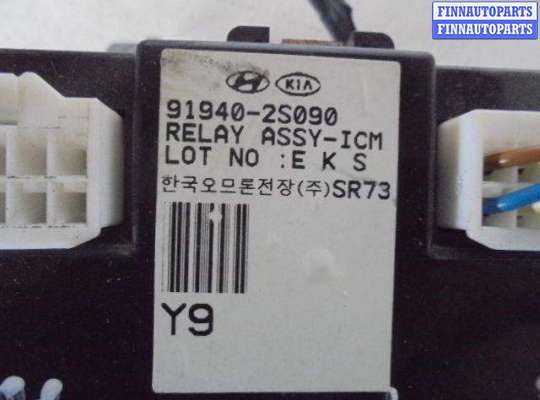 FINNAUTOPARTS
FINNAUTOPARTS
KIA
91940-2S090
RELAY ASSY-ICM
LOT NO :E K S
한국오므론전장(주)SR73
Y9